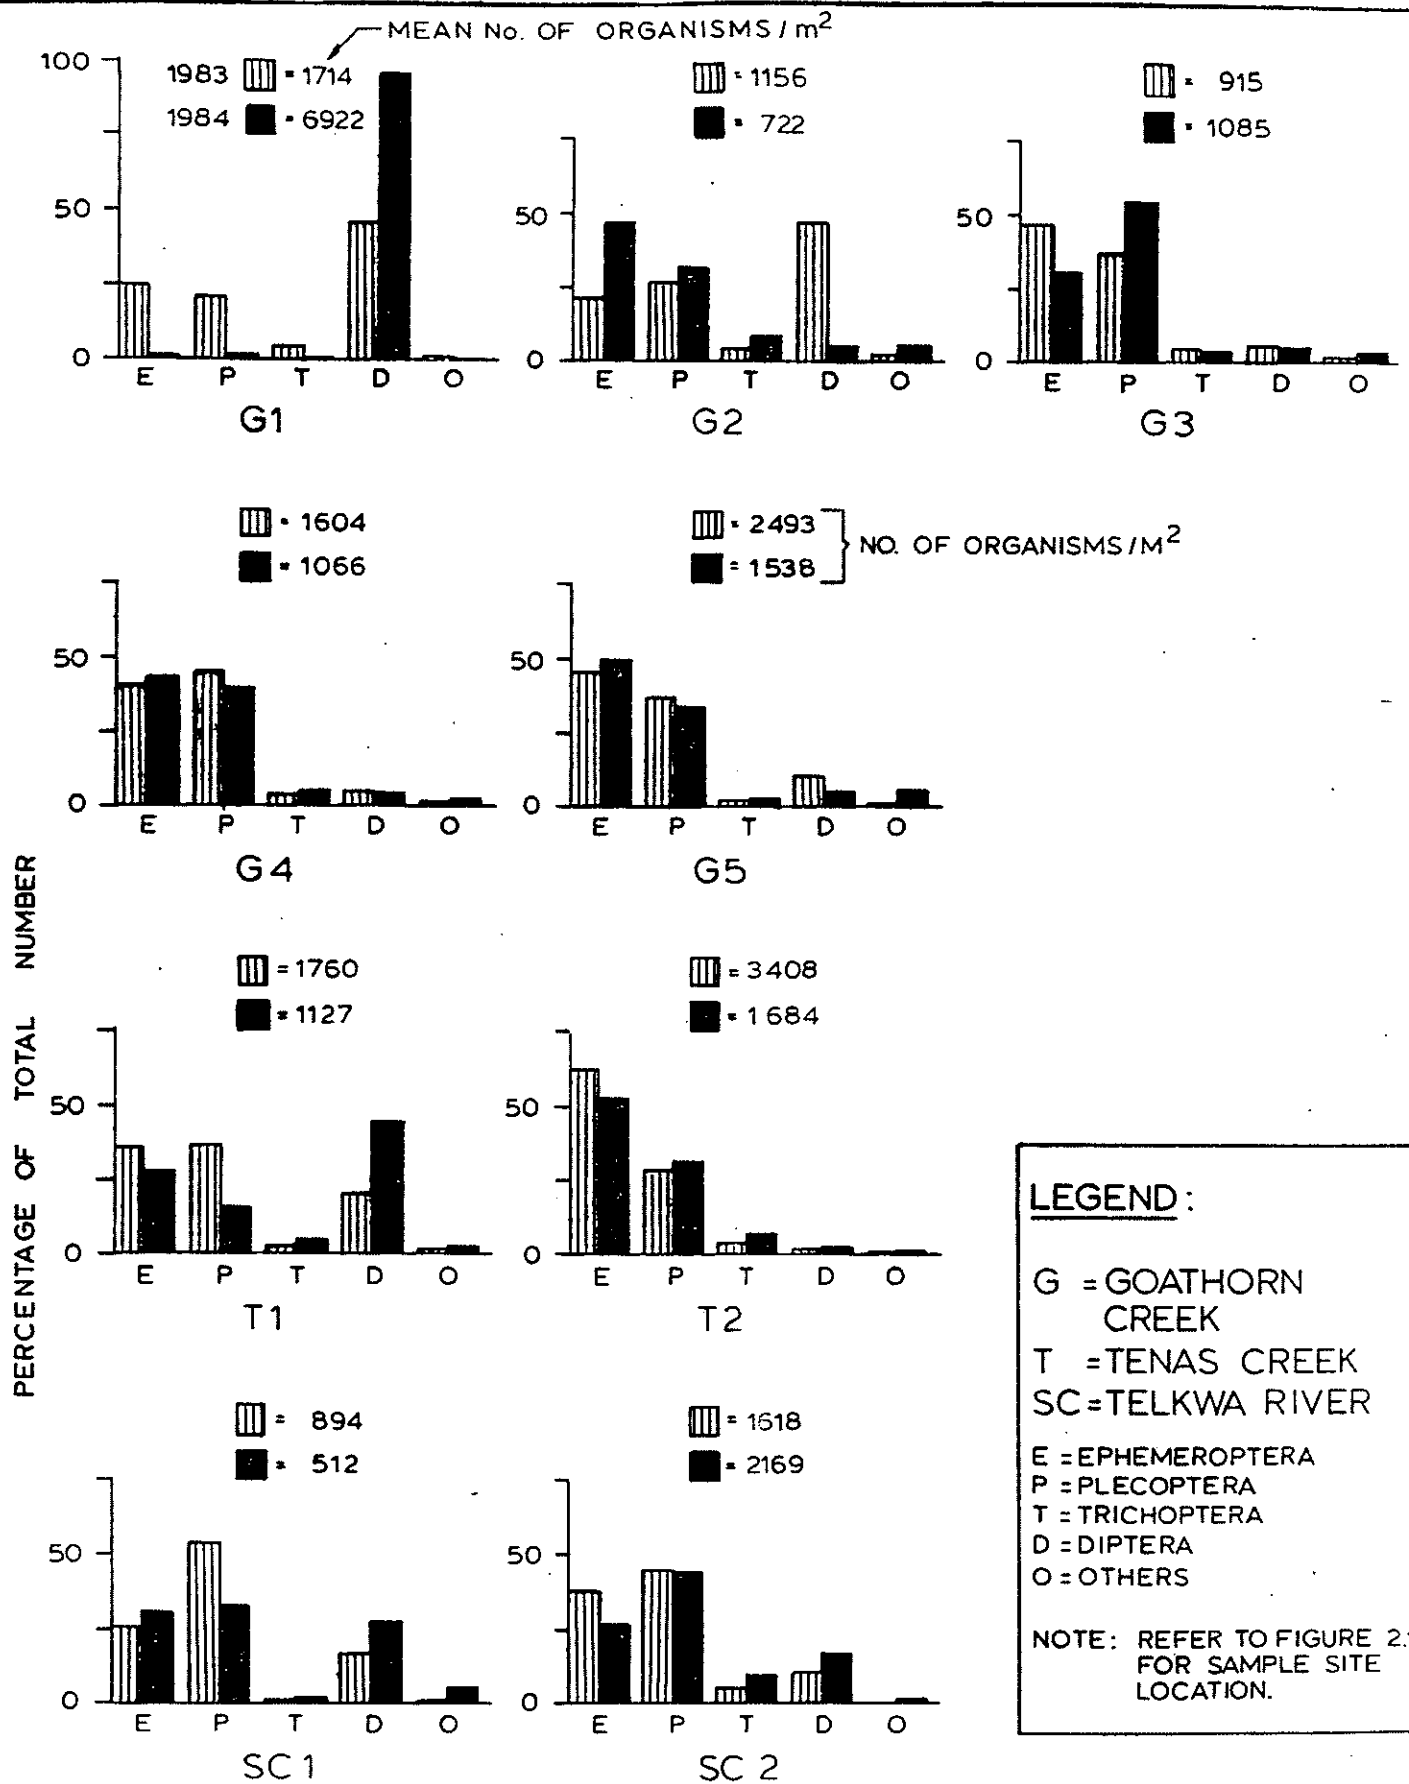 MEAN No. OF ORGANISMS / m²
1983 = 1714
1984 = 6922
100
50
0
E P T D O
G1
= 1156
= 722
50
0
E P T D O
G2
= 915
= 1085
50
0
E P T D O
G3
= 1604
= 1066
50
0
E P T D O
G4
= 2493
= 1538
NO. OF ORGANISMS/M²
50
0
E P T D O
G5
PERCENTAGE OF TOTAL NUMBER
= 1760
= 1127
50
0
E P T D O
T1
= 3408
= 1684
50
0
E P T D O
T2
= 894
= 512
50
0
E P T D O
SC1
= 1618
= 2169
50
0
E P T D O
SC 2
LEGEND:
G = GOATHORN
CREEK
T = TENAS CREEK
SC = TELKWA RIVER
E = EPHEMEROPTERA
P = PLECOPTERA
T = TRICHOPTERA
D = DIPTERA
O = OTHERS
NOTE: REFER TO FIGURE 2.
FOR SAMPLE SITE
LOCATION.